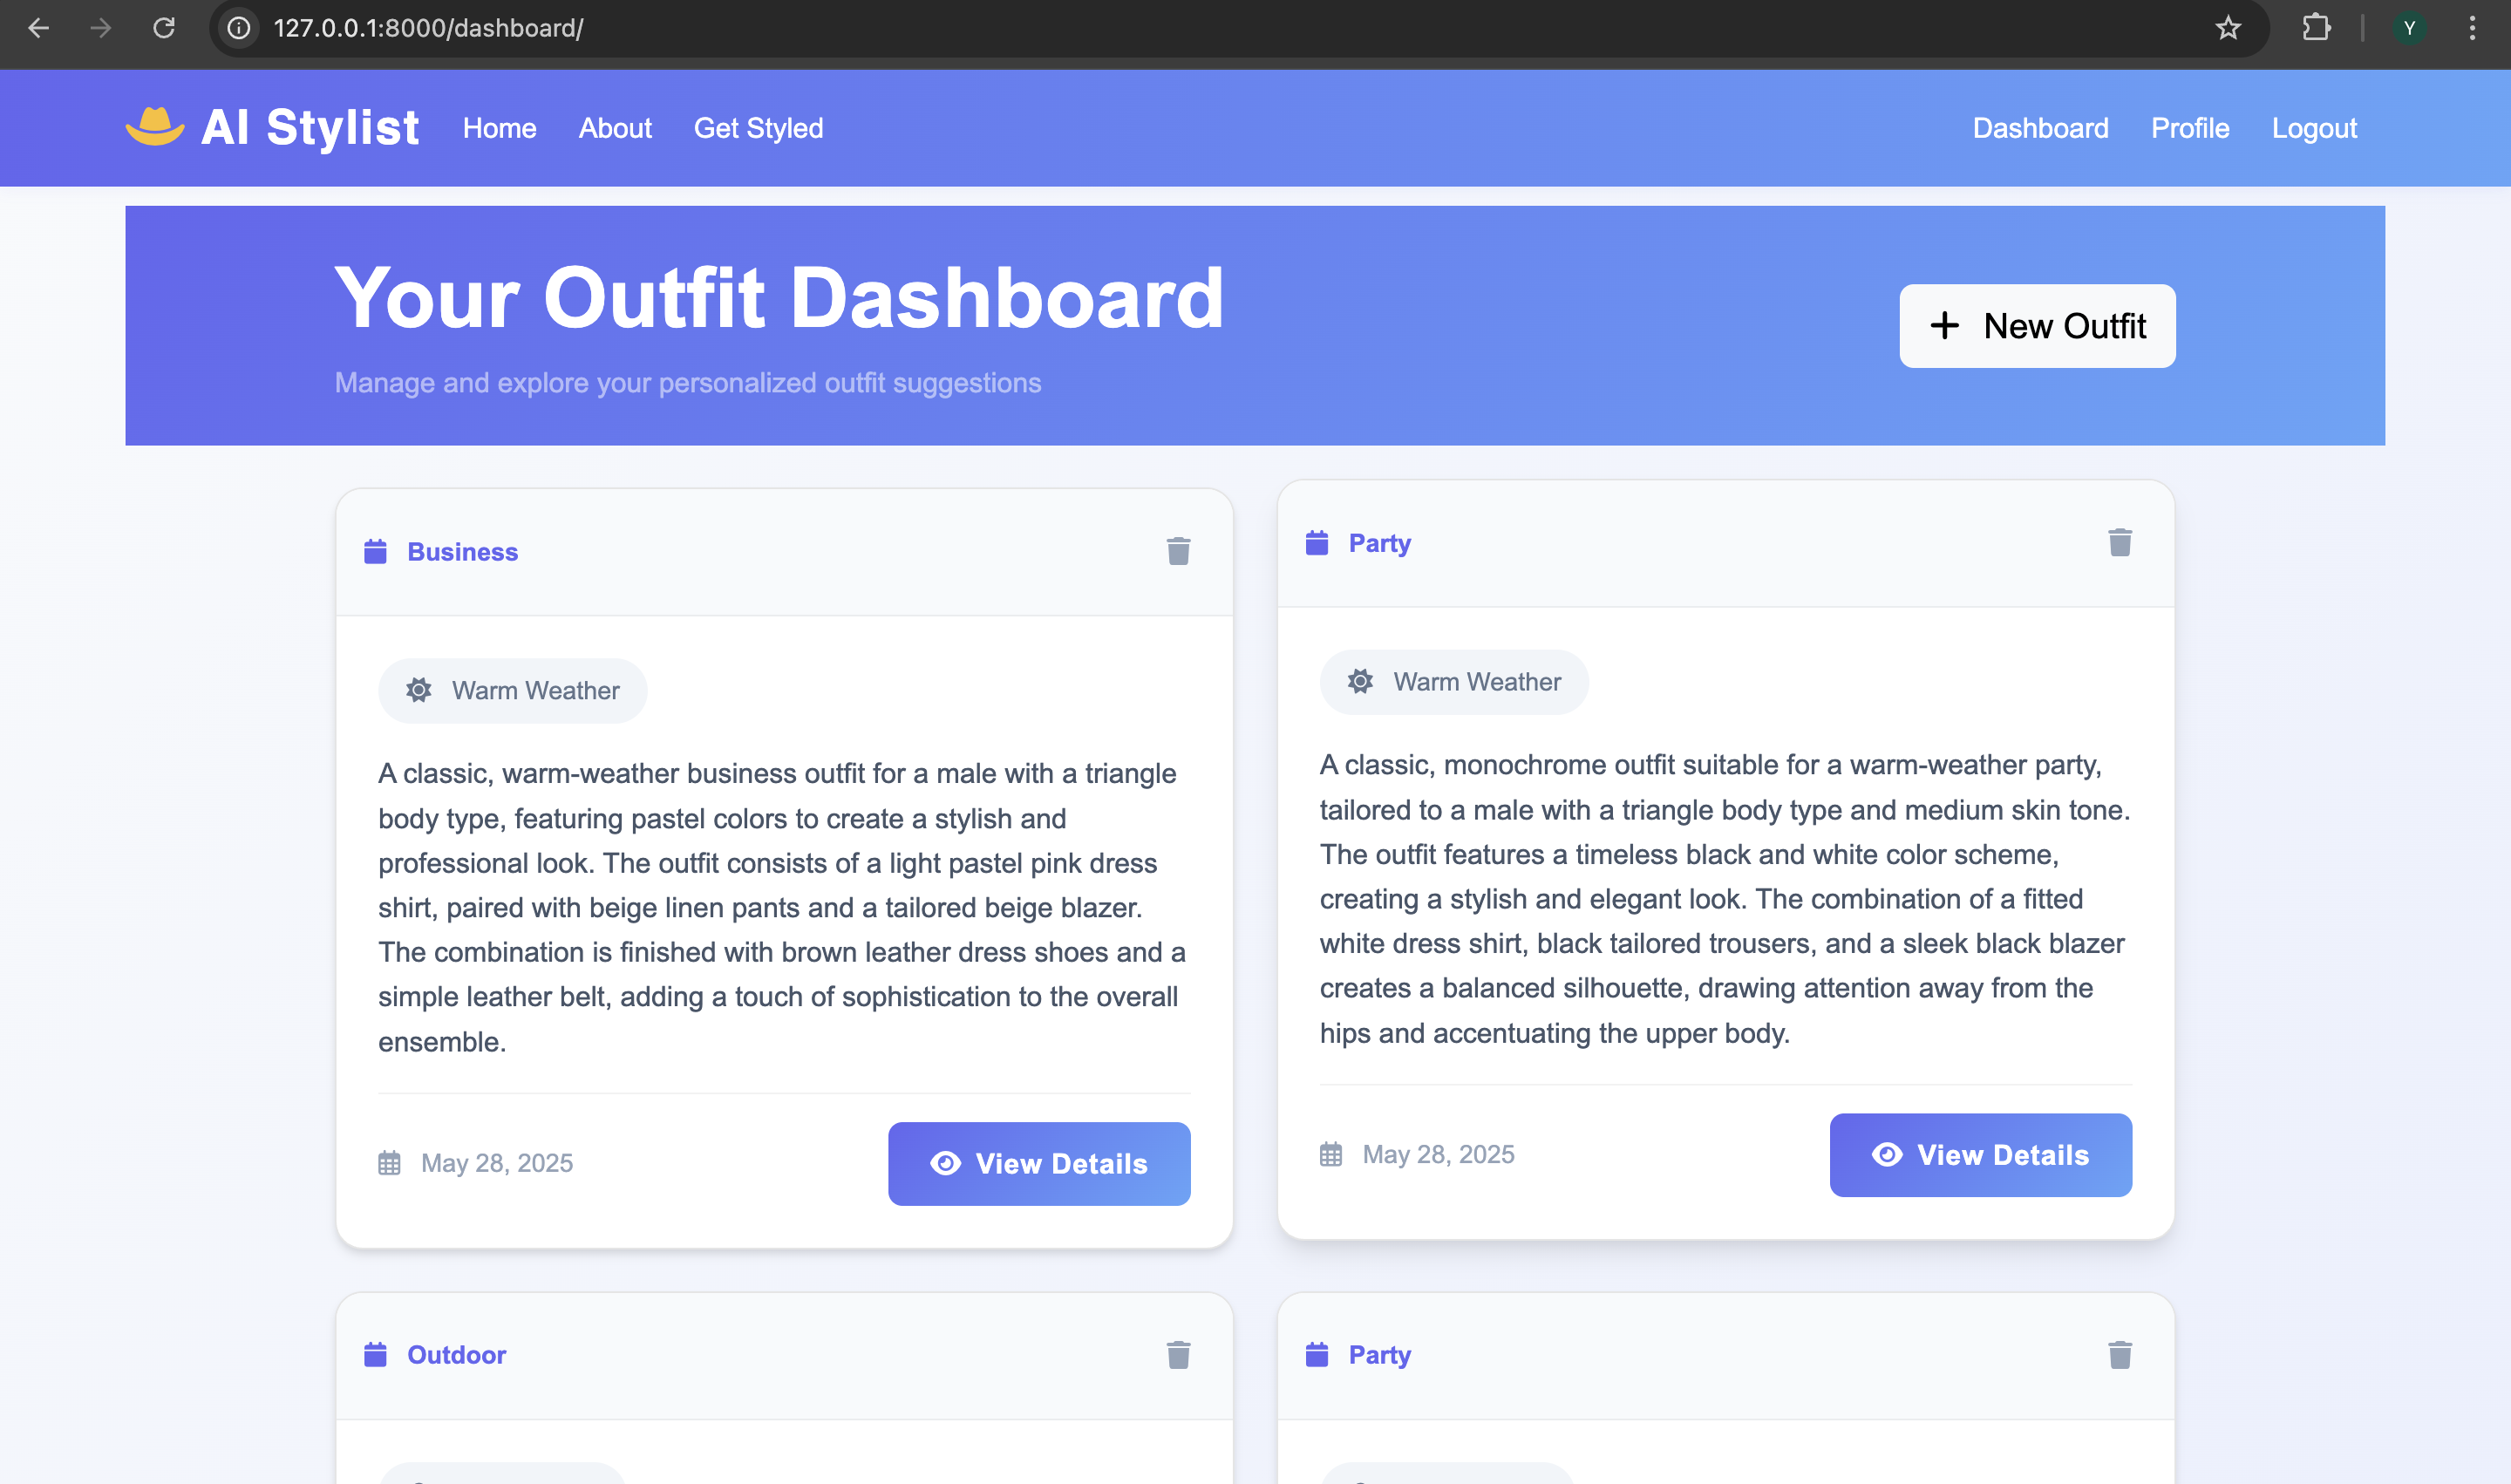 127.0.0.1:8000/dashboard/
Y
AI Stylist
Home
About
Get Styled
Dashboard
Profile
Logout
Your Outfit Dashboard
Manage and explore your personalized outfit suggestions
New Outfit
Business
Warm Weather
A classic, warm-weather business outfit for a male with a triangle
body type, featuring pastel colors to create a stylish and
professional look. The outfit consists of a light pastel pink dress
shirt, paired with beige linen pants and a tailored beige blazer.
The combination is finished with brown leather dress shoes and a
simple leather belt, adding a touch of sophistication to the overall
ensemble.
May 28, 2025
View Details
Party
Warm Weather
A classic, monochrome outfit suitable for a warm-weather party,
tailored to a male with a triangle body type and medium skin tone.
The outfit features a timeless black and white color scheme,
creating a stylish and elegant look. The combination of a fitted
white dress shirt, black tailored trousers, and a sleek black blazer
creates a balanced silhouette, drawing attention away from the
hips and accentuating the upper body.
May 28, 2025
View Details
Outdoor
Party